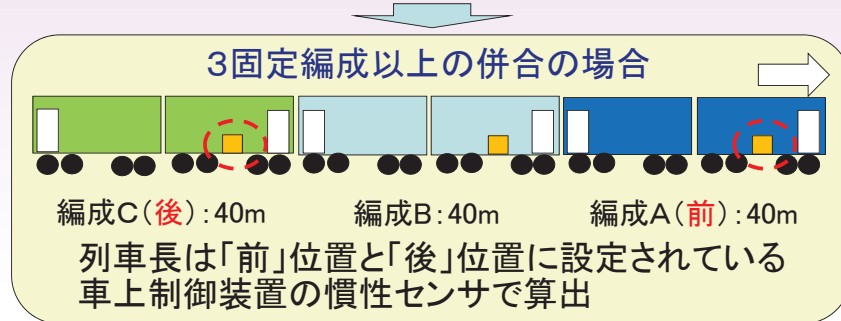 3固定編成以上の併合の場合
編成C(後):40m 編成B:40m 編成A(前):40m
列車長は「前」位置と「後」位置に設定されている
車上制御装置の慣性センサで算出